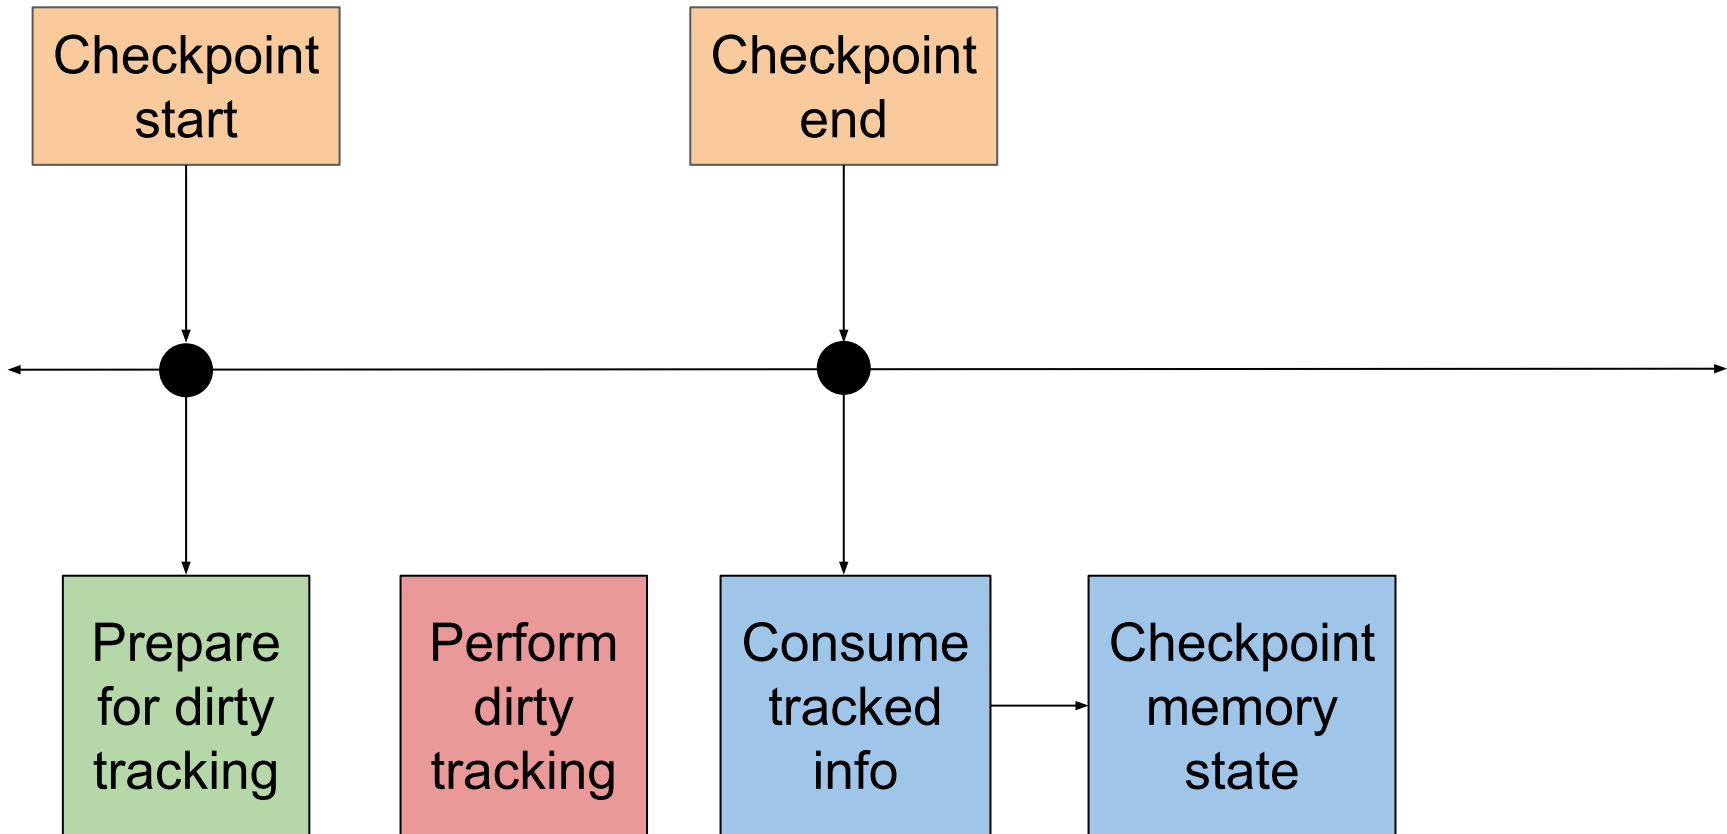 Checkpoint
start
Checkpoint
end
Prepare
for dirty
tracking
Perform
dirty
tracking
Consume
tracked
info
Checkpoint
memory
state